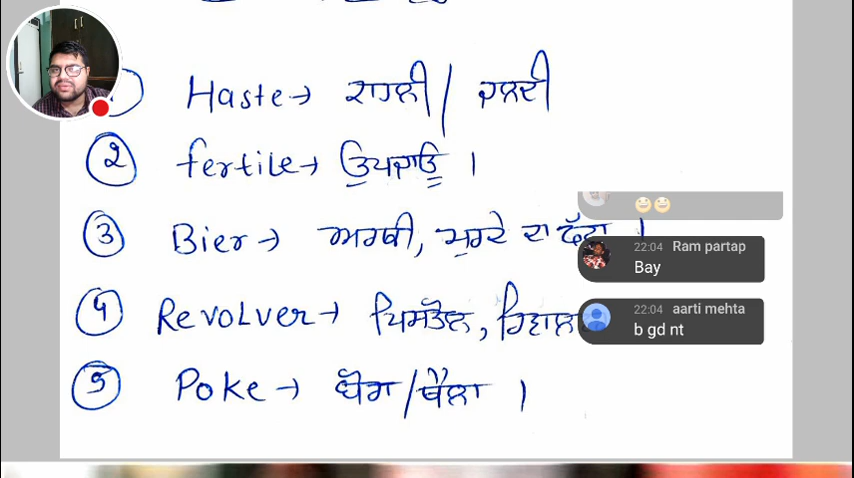 Haste → ਕਾਹਲੀ / ਜਲਦੀ
② fertile → ਉਪਜਾਊ ।
③ Bier → ਅਰਥੀ, ਮੁਰਦੇ ਦਾ ਫੱਟਾ ।
④ Revolver → ਪਿਸਤੌਲ,
⑤ Poke → ਬੋਰਾ / ਥੈਲਾ ।
😆😆
22:04 Ram partap
Bay
22:04 aarti mehta
b gd nt